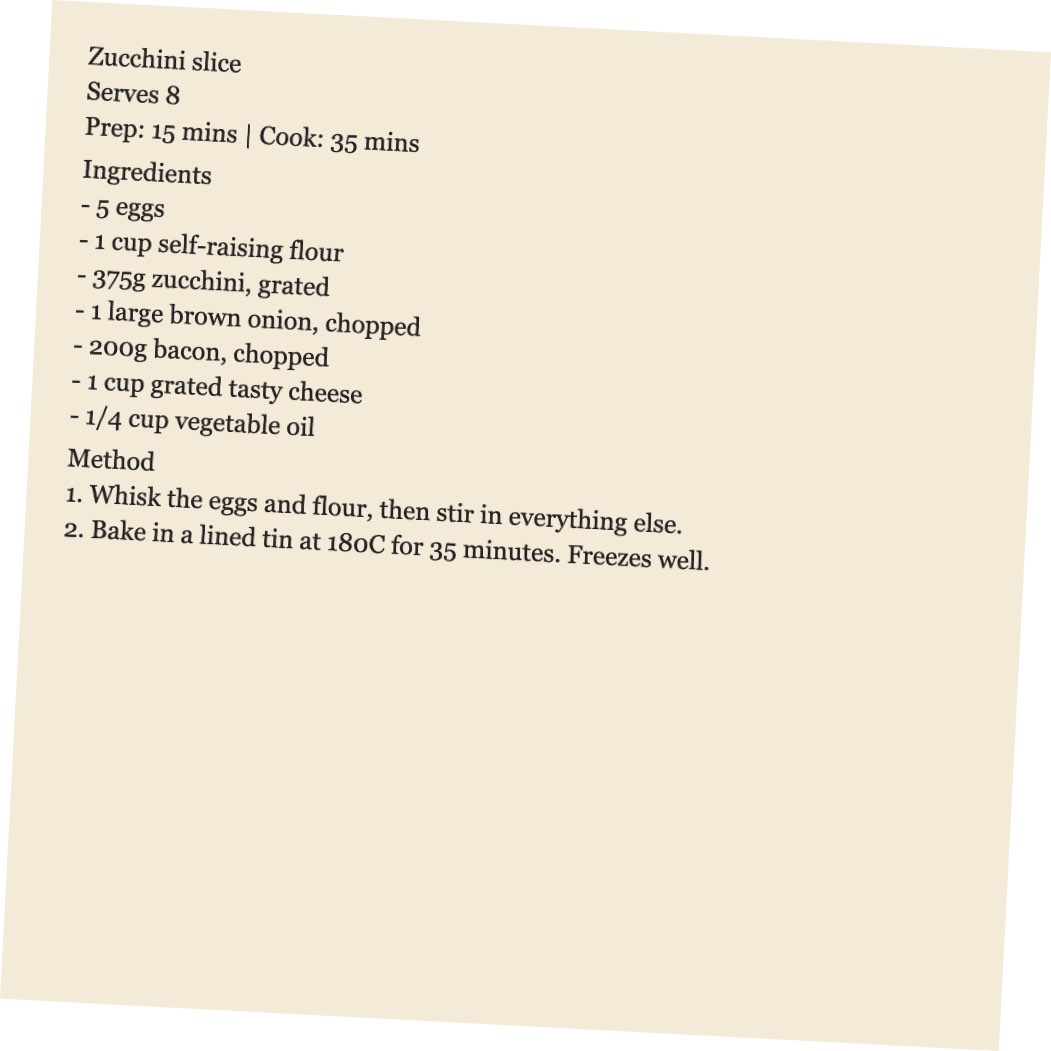 Zucchini slice
Serves 8
Prep: 15 mins | Cook: 35 mins
Ingredients
- 5 eggs
- 1 cup self-raising flour
- 375g zucchini, grated
- 1 large brown onion, chopped
- 200g bacon, chopped
- 1 cup grated tasty cheese
- 1/4 cup vegetable oil
Method
1. Whisk the eggs and flour, then stir in everything else.
2. Bake in a lined tin at 180C for 35 minutes. Freezes well.